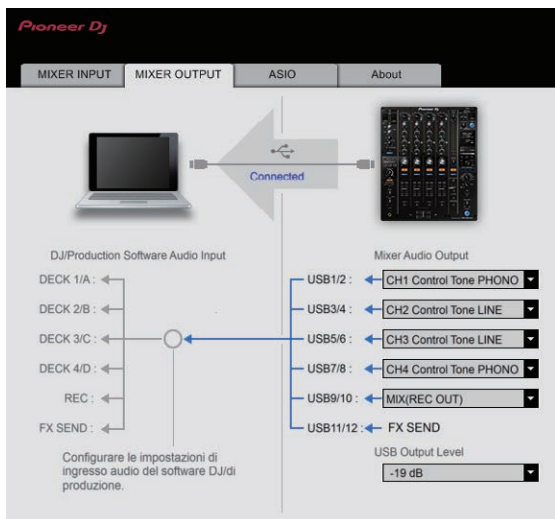 Pioneer Dj
MIXER INPUT
MIXER OUTPUT
ASIO
About
Connected
DJ/Production Software Audio Input
Mixer Audio Output
DECK 1/A :
USB1/2 :
CH1 Control Tone PHONO
DECK 2/B :
USB3/4 :
CH2 Control Tone LINE
DECK 3/C :
USB5/6 :
CH3 Control Tone LINE
DECK 4/D :
USB7/8 :
CH4 Control Tone PHONO
REC :
USB9/10 :
MIX(REC OUT)
FX SEND :
USB11/12 :
FX SEND
Configurare le impostazioni di
ingresso audio del software DJ/di
produzione.
USB Output Level
-19 dB